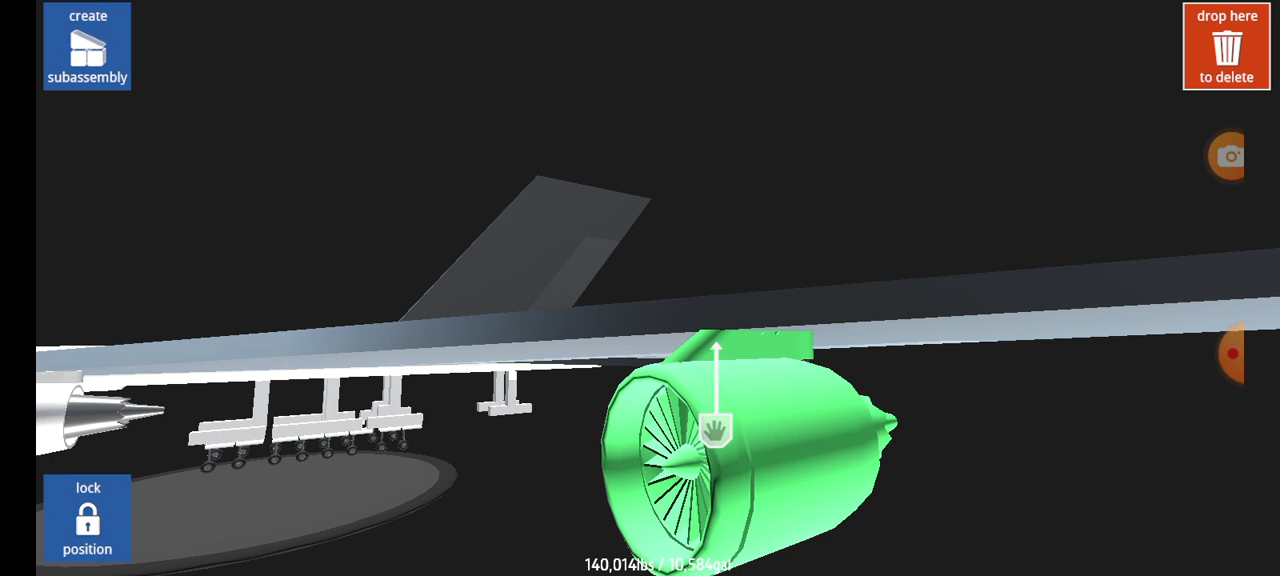 create
subassembly
drop here
to delete
lock
position
140,014lbs / 10,584gal